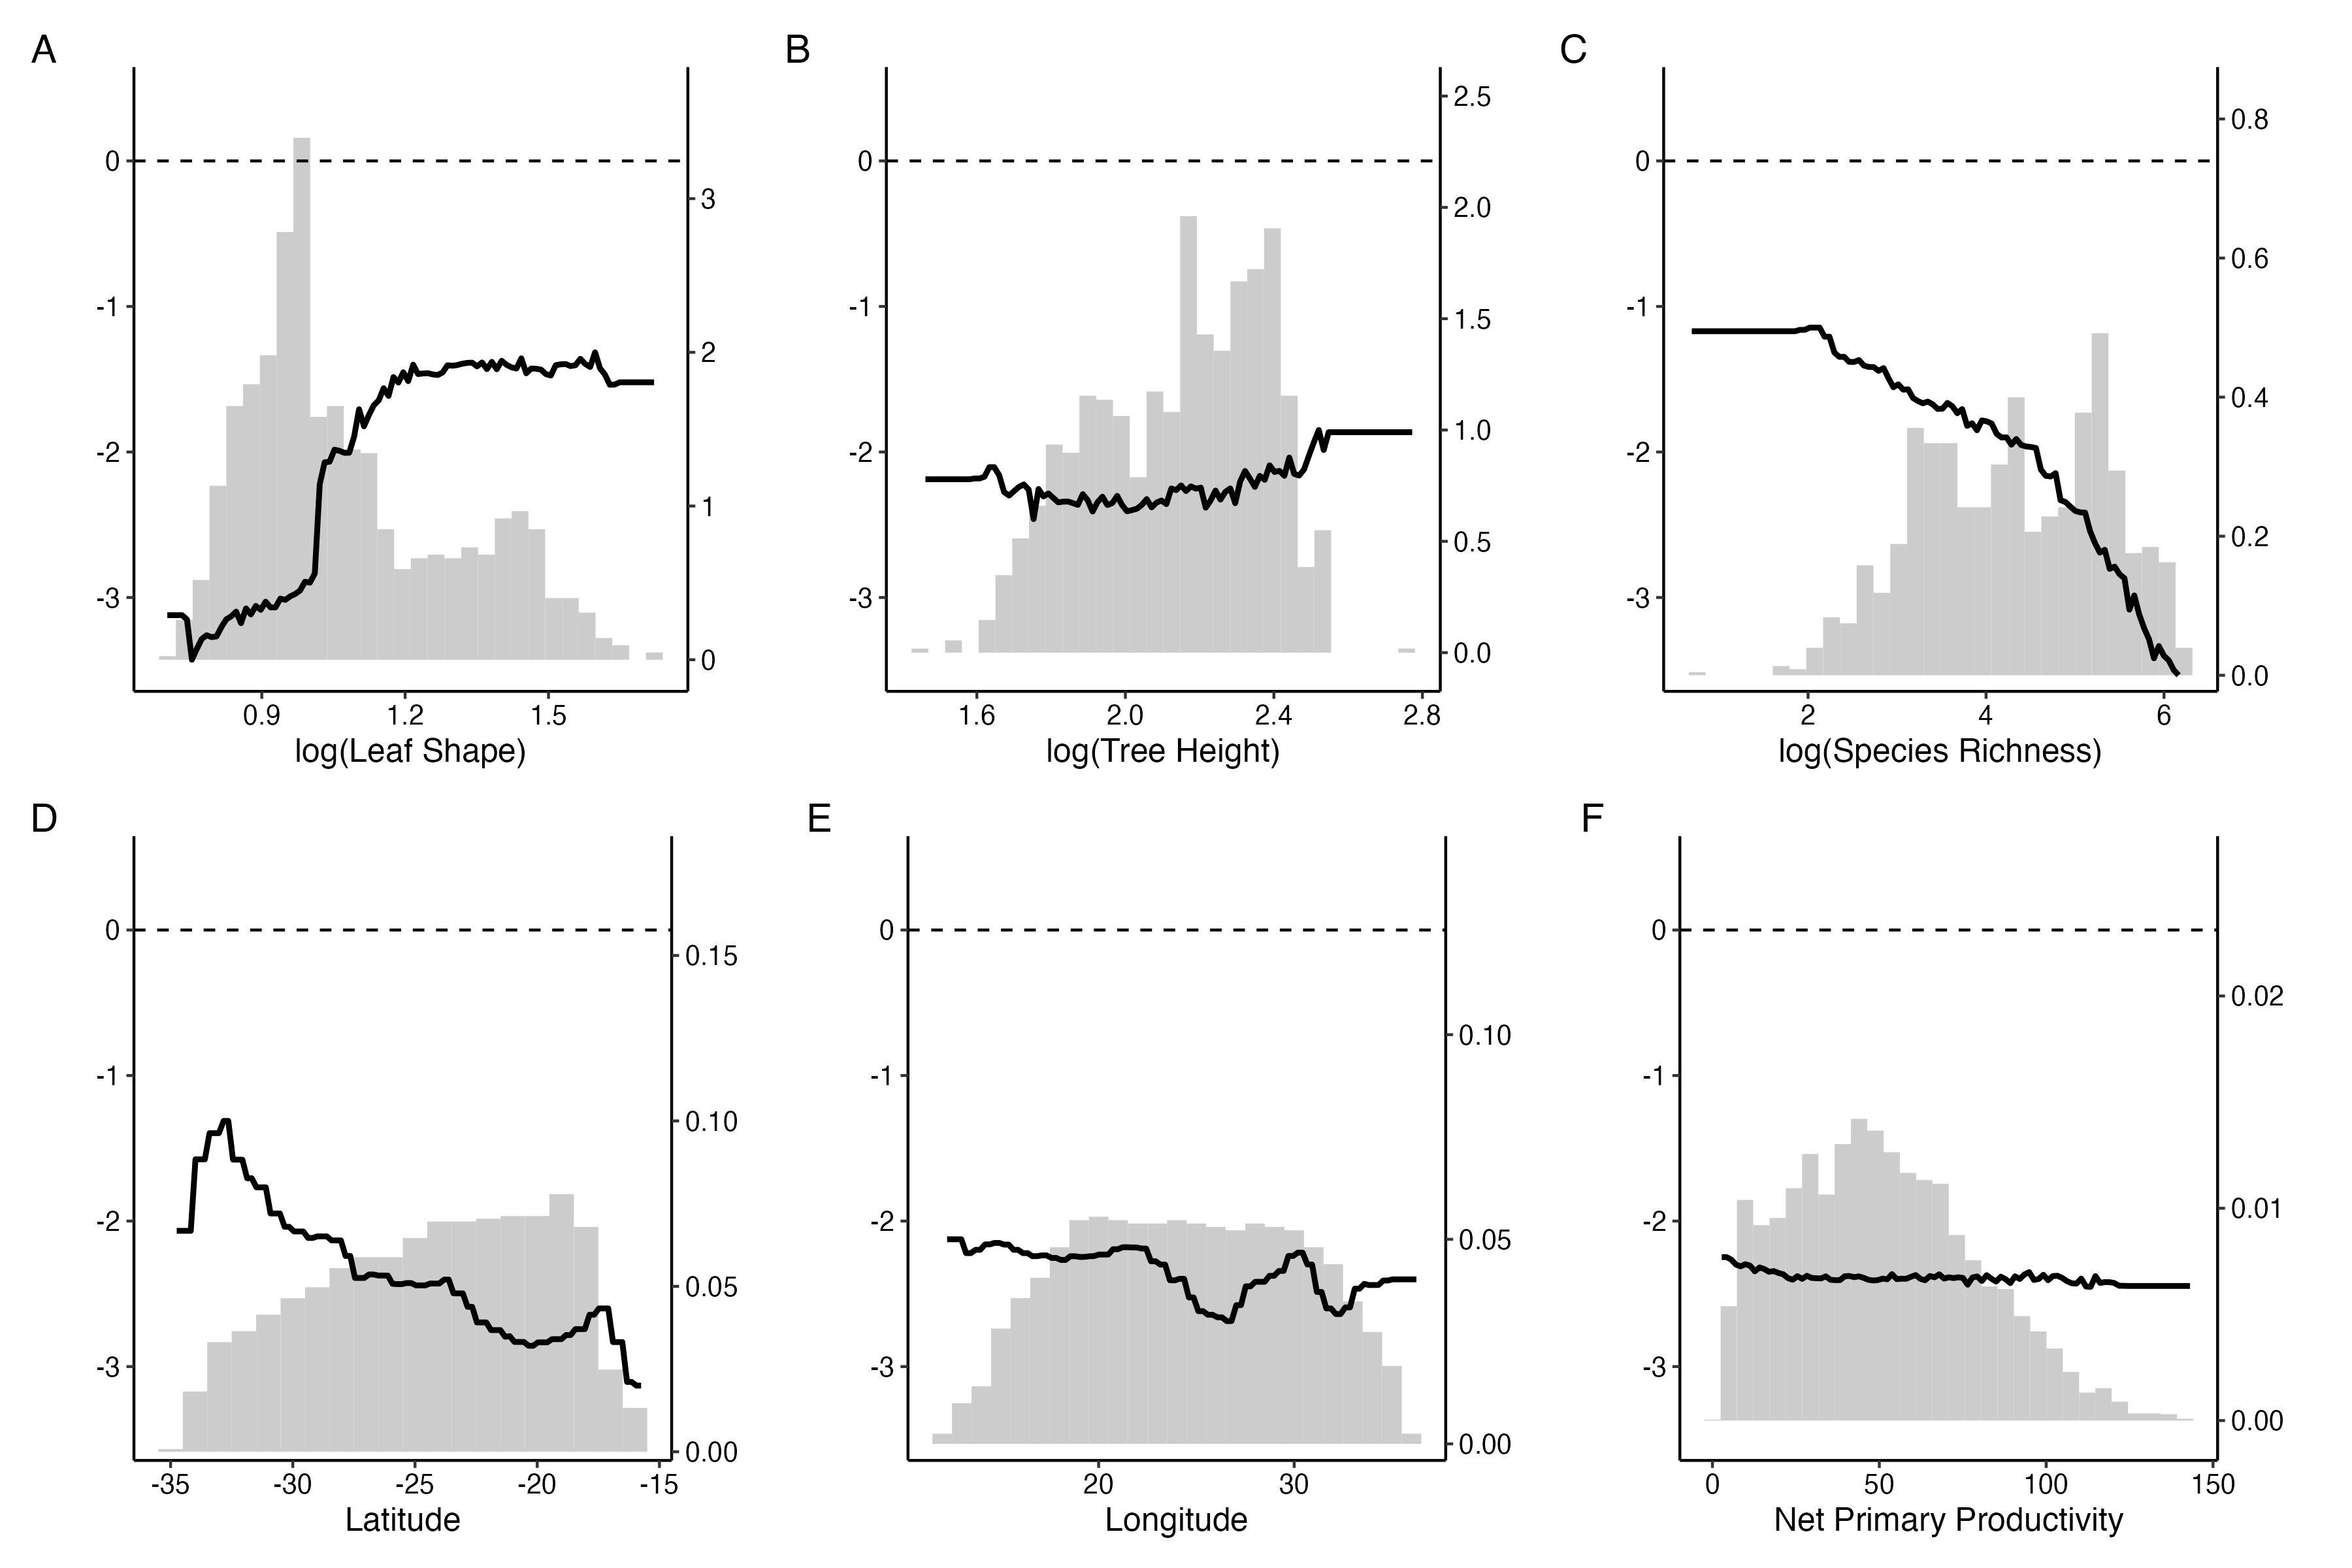 A
0
-1
-2
-3
3
2
1
0
0.9 1.2 1.5
log(Leaf Shape)
B
0
-1
-2
-3
2.5
2.0
1.5
1.0
0.5
0.0
1.6 2.0 2.4 2.8
log(Tree Height)
C
0
-1
-2
-3
0.8
0.6
0.4
0.2
0.0
2 4 6
log(Species Richness)
D
0
-1
-2
-3
0.15
0.10
0.05
0.00
-35 -30 -25 -20 -15
Latitude
E
0
-1
-2
-3
0.10
0.05
0.00
20 30
Longitude
F
0
-1
-2
-3
0.02
0.01
0.00
0 50 100 150
Net Primary Productivity